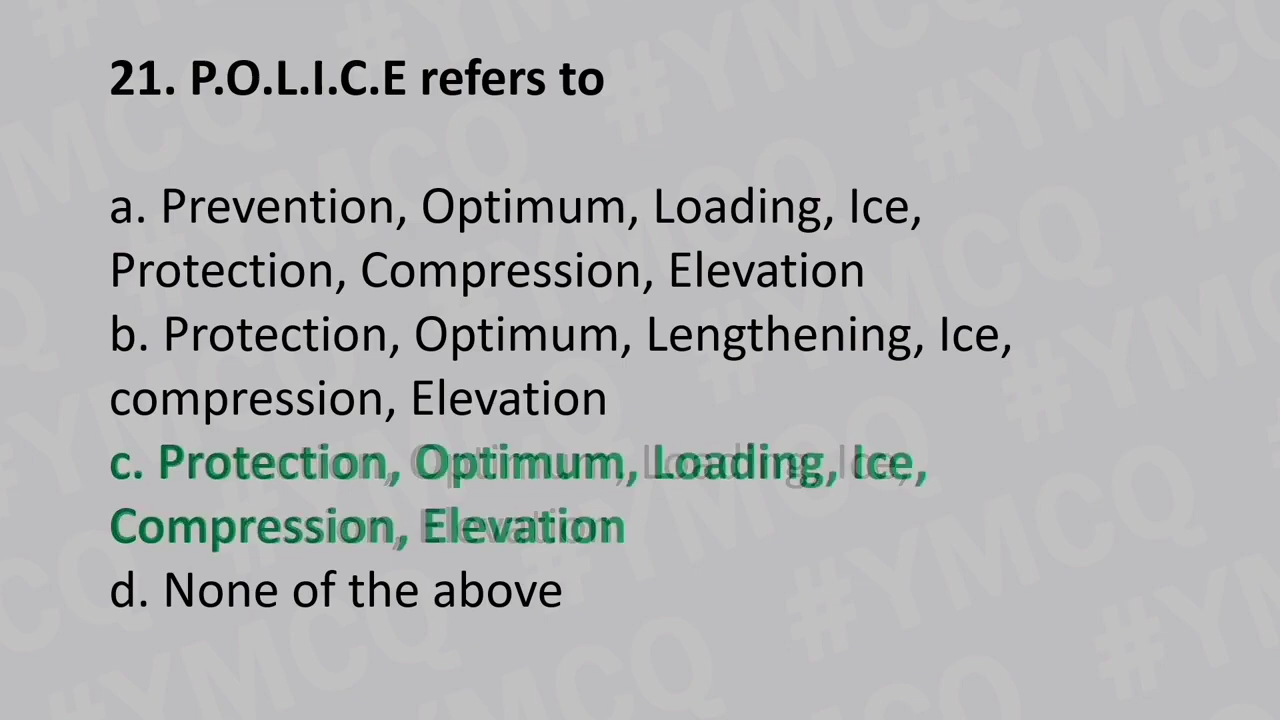 21. P.O.L.I.C.E refers to
a. Prevention, Optimum, Loading, Ice,
Protection, Compression, Elevation
b. Protection, Optimum, Lengthening, Ice,
compression, Elevation
c. Protection, Optimum, Loading, Ice,
Compression, Elevation
d. None of the above
#YMCQ